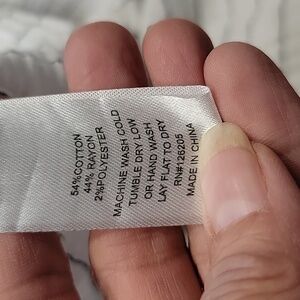 54%COTTON
44% RAYON
2%POLYESTER
MACHINE WASH COLD
TUMBLE DRY LOW
OR HAND WASH
LAY FLAT TO DRY
RN#126205
MADE IN CHINA